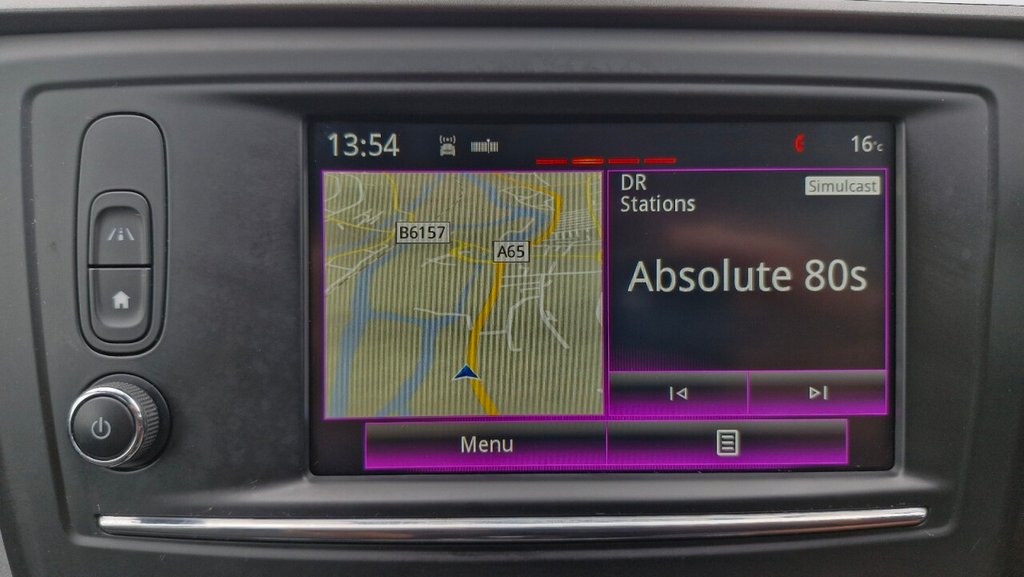 13:54
16°c
B6157
A65
DR
Stations
Simulcast
Absolute 80s
Menu